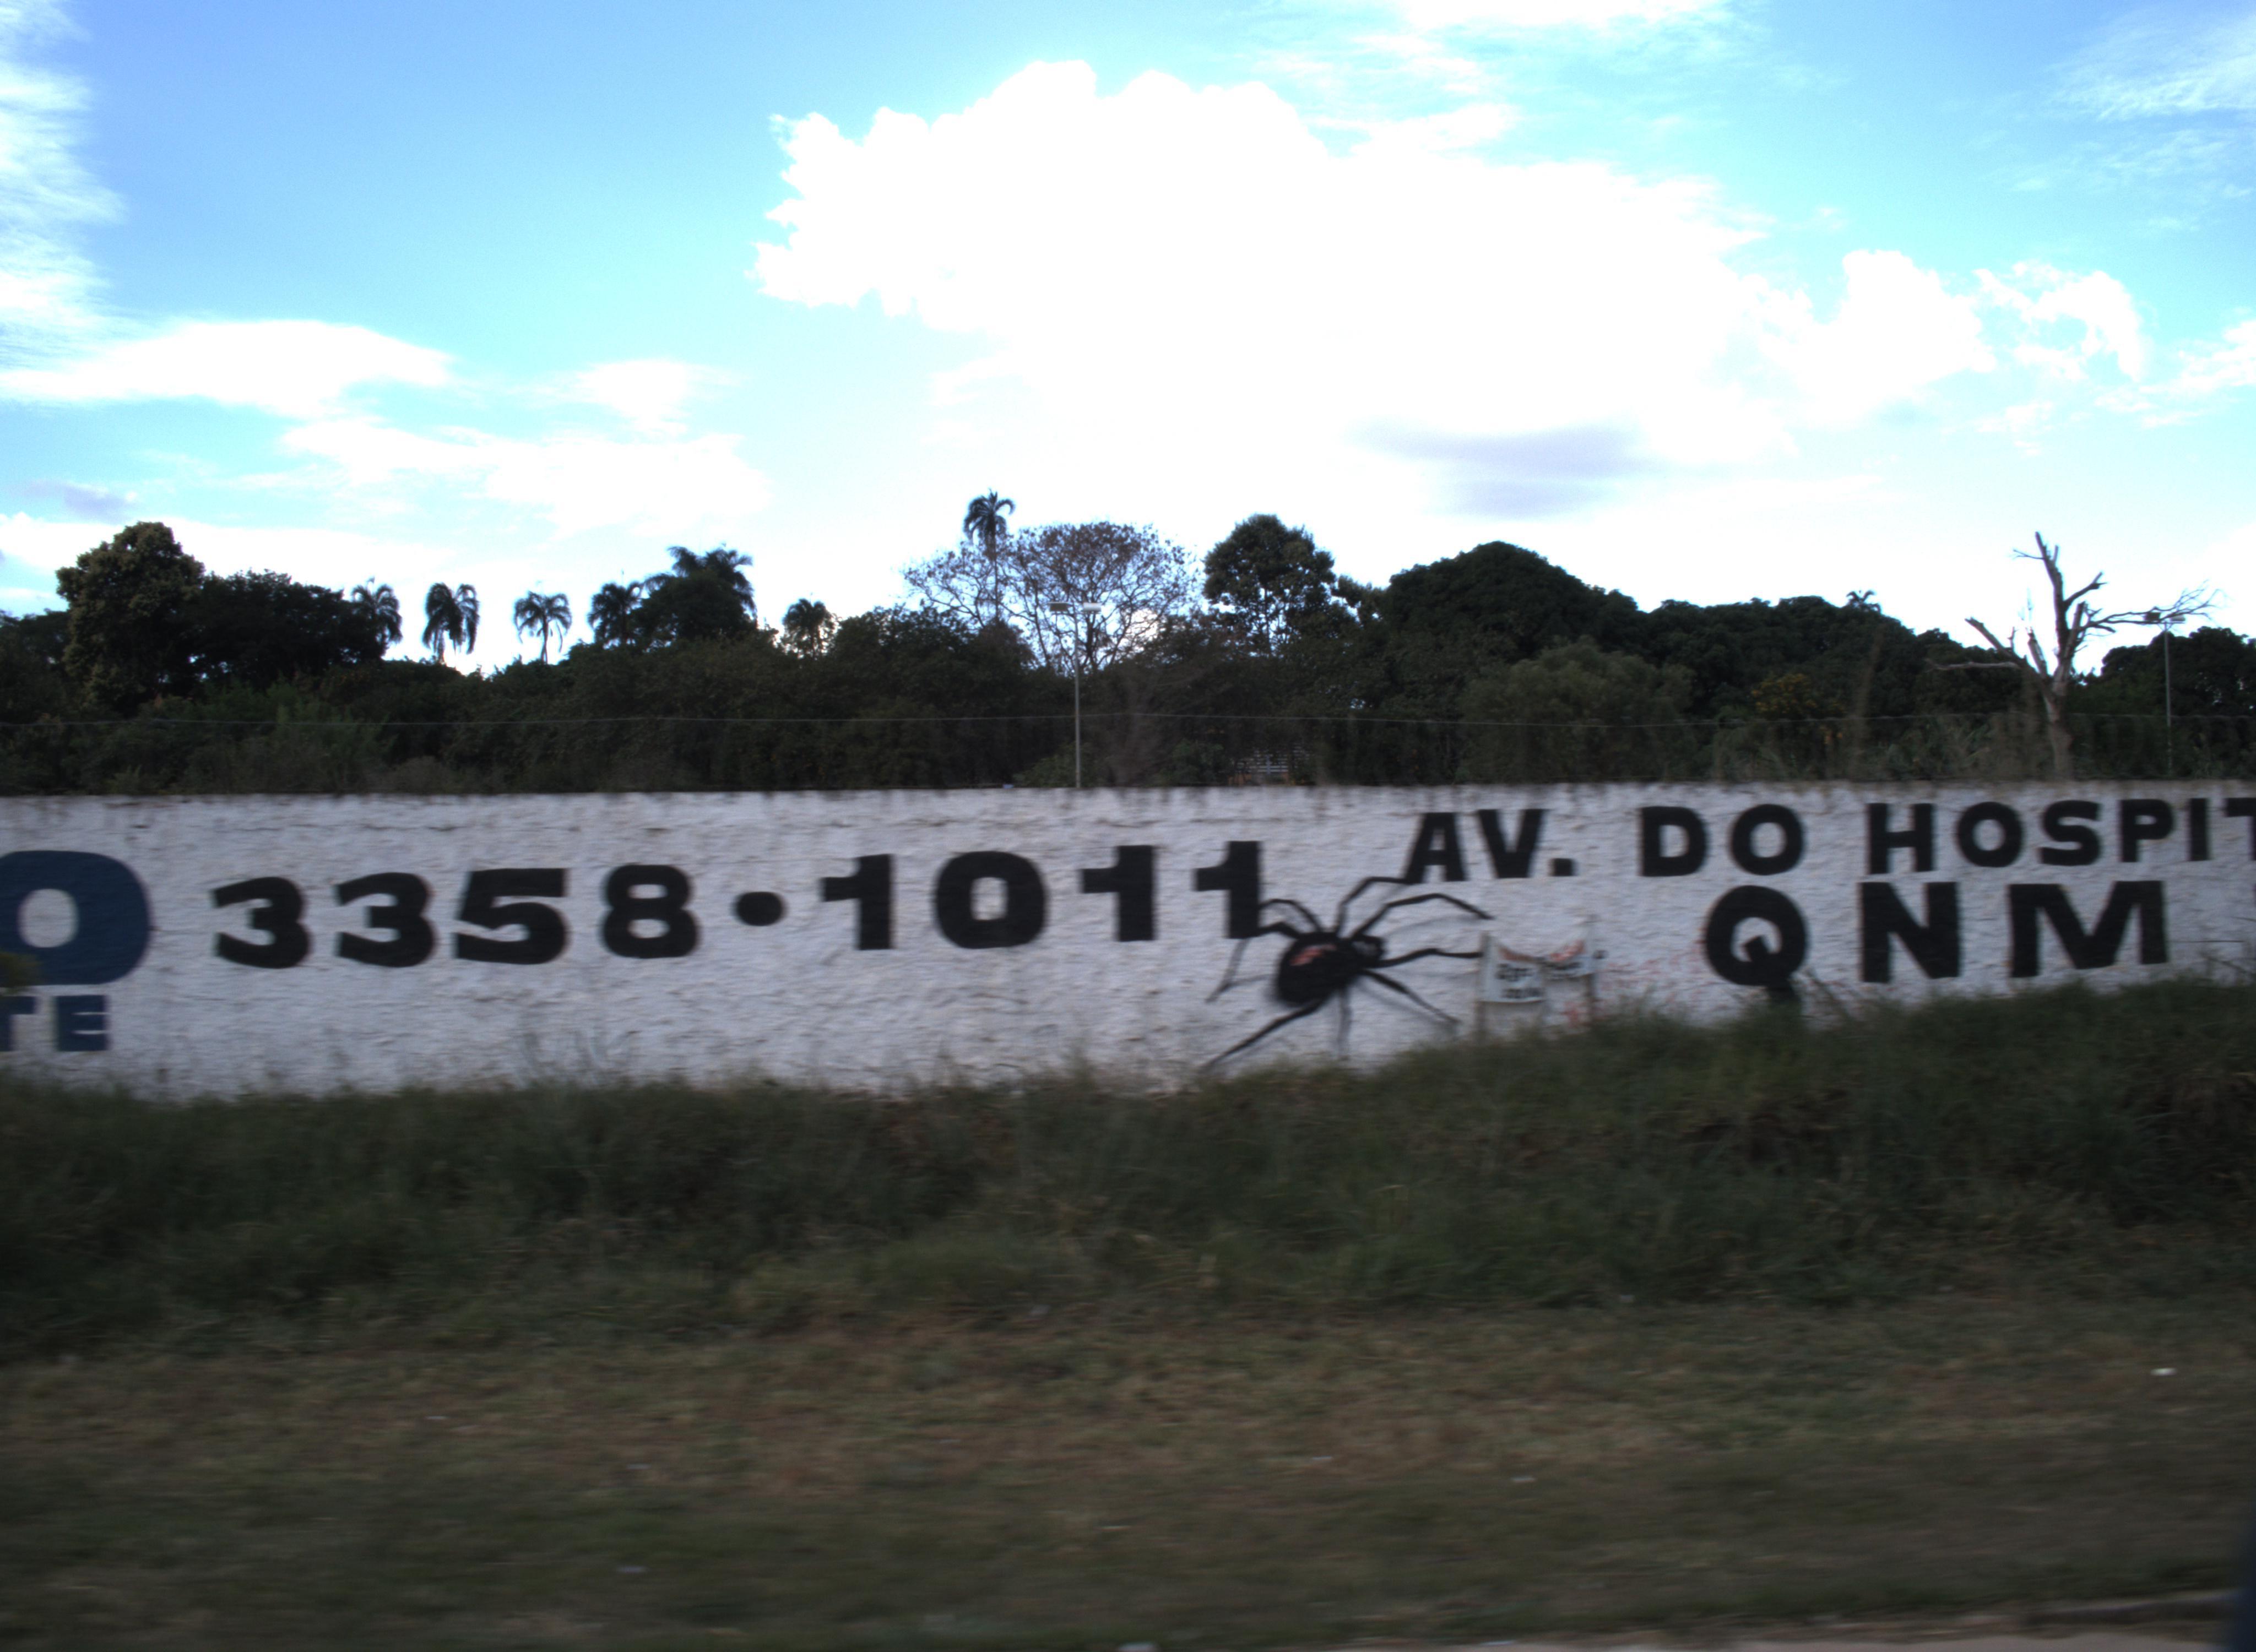 O 3358•1011
TE
AV. DO HOSPIT
QNM